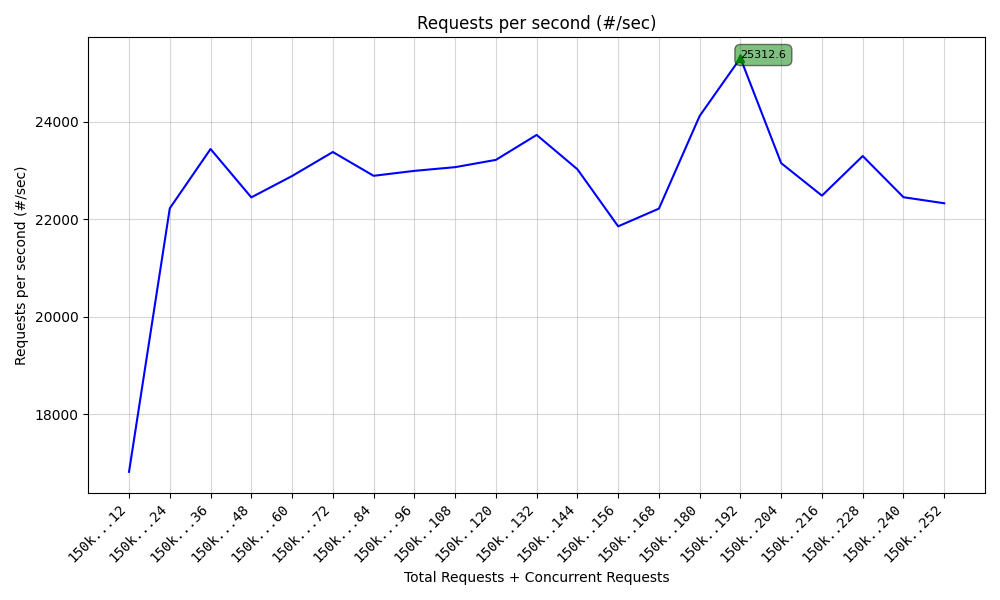 Requests per second (#/sec)
25312.6
24000
22000
20000
18000
Requests per second (#/sec)
150k...12
150k...24
150k...36
150k...48
150k...60
150k...72
150k...84
150k...96
150k..108
150k..120
150k..132
150k..144
150k..156
150k..168
150k..180
150k..192
150k..204
150k..216
150k..228
150k..240
150k..252
Total Requests + Concurrent Requests